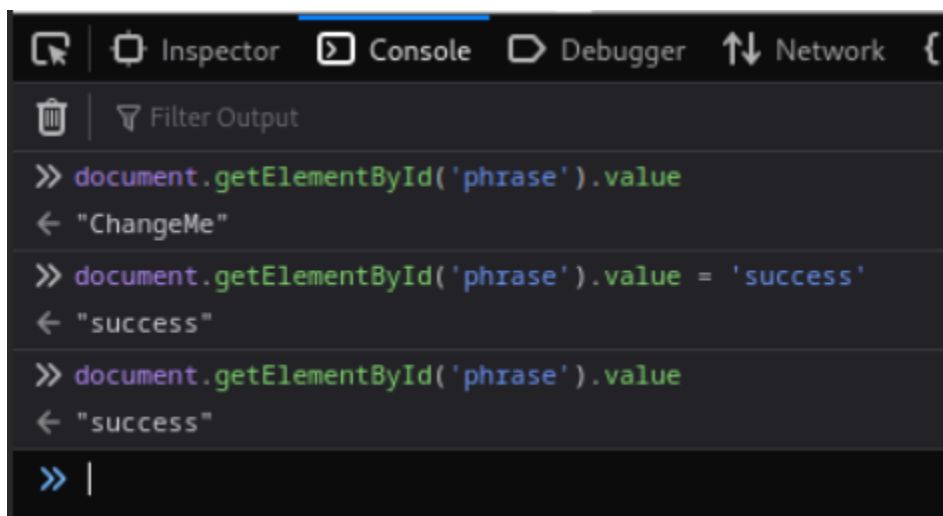 Inspector Console Debugger Network {
Filter Output
>> document.getElementById('phrase').value
← "ChangeMe"
>> document.getElementById('phrase').value = 'success'
← "success"
>> document.getElementById('phrase').value
← "success"
>>